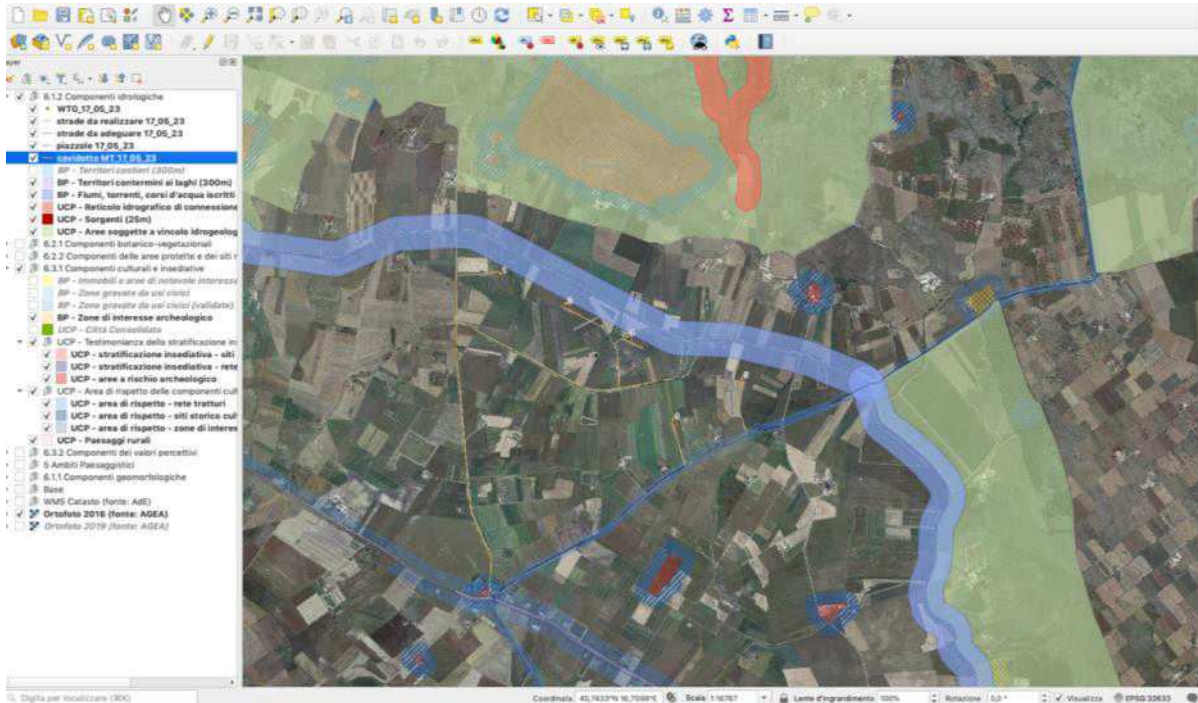 ayer
6.1.2 Componenti idrologiche
WTG_17_05_23
strade da realizzare 17_05_23
strade da adeguare 17_05_23
piazzole 17_05_23
cavidotto MT_17_05_23
BP - Territori costieri (300m)
BP - Territori contermini ai laghi (300m)
BP - Fiumi, torrenti, corsi d'acqua iscritti
UCP - Reticolo idrografico di connessione
UCP - Sorgenti (25m)
UCP - Aree soggette a vincolo idrogeolog
6.2.1 Componenti botanico-vegetazionali
6.2.2 Componenti delle aree protette e dei siti r
6.3.1 Componenti culturali e insediative
BP - Immobili e aree di notevole interesse
BP - Zone gravate da usi civici
BP - Zone gravate da usi civici (validate)
BP - Zone di interesse archeologico
UCP - Città Consolidata
UCP - Testimonianza della stratificazione in
UCP - stratificazione insediativa - siti
UCP - stratificazione insediativa - rete
UCP - aree a rischio archeologico
UCP - Area di rispetto delle componenti cul
UCP - area di rispetto - rete tratturi
UCP - area di rispetto - siti storico cul
UCP - area di rispetto - zone di interes
UCP - Paesaggi rurali
6.3.2 Componenti dei valori percettivi
5 Ambiti Paesaggistici
6.1.1 Componenti geomorfologiche
Base
WMS Catasto (fonte: AdE)
Ortofoto 2016 (fonte: AGEA)
Ortofoto 2019 (fonte: AGEA)
Digita per localizzare (⌘K) Coordinata Scala 1:16767 Lente d'ingrandimento 100% Rotazione 0,0 ° Visualizza EPSG:32633